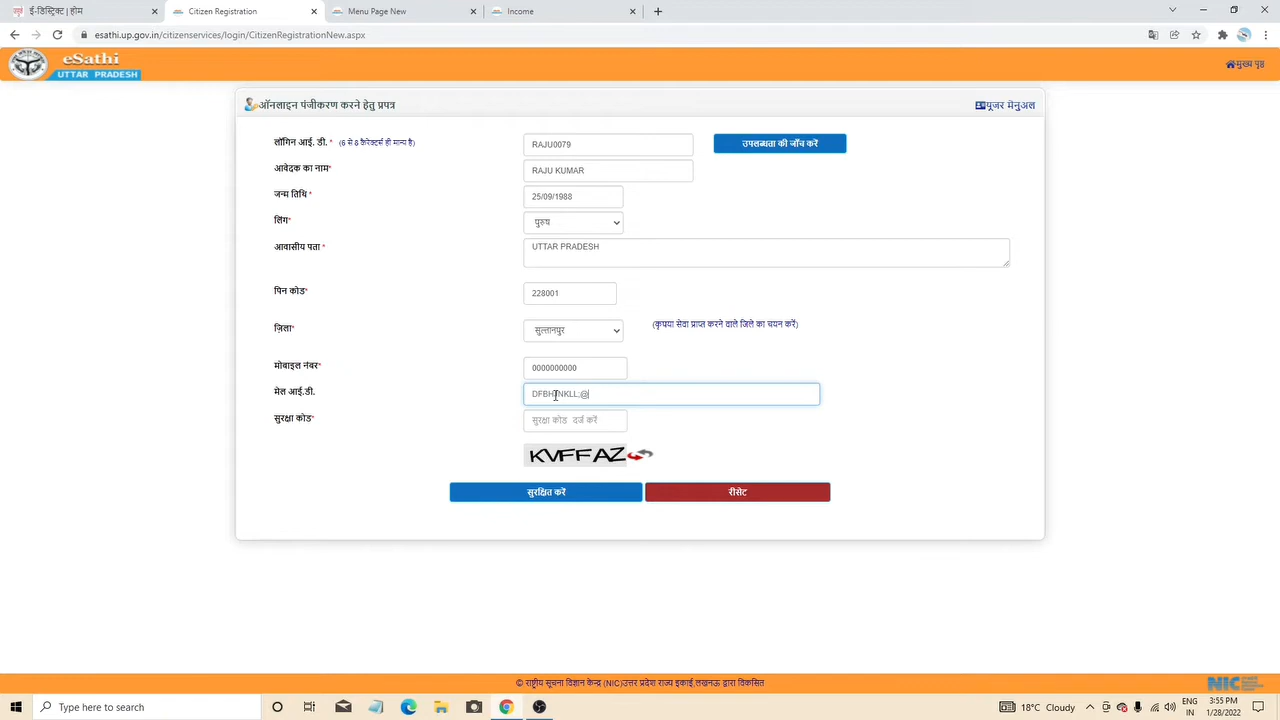 ई-डिस्ट्रिक्ट | होम
Citizen Registration
Menu Page New
Income
esathi.up.gov.in/citizenservices/login/CitizenRegistrationNew.aspx
eSathi
UTTAR PRADESH
मुख्य पृष्ठ
ऑनलाइन पंजीकरण करने हेतु प्रपत्र
यूजर मेनुअल
लॉगिन आई. डी. * (6 से 8 कैरेक्टर्स ही मान्य है)
RAJU0079
उपलब्धता की जाँच करें
आवेदक का नाम*
RAJU KUMAR
जन्म तिथि *
25/09/1988
लिंग*
पुरुष
आवासीय पता *
UTTAR PRADESH
पिन कोड*
228001
ज़िला*
सुल्तानपुर
(कृपया सेवा प्राप्त करने वाले जिले का चयन करें)
मोबाइल नंबर*
0000000000
मेल आई.डी.
सुरक्षा कोड*
सुरक्षा कोड दर्ज करें
KVFFAZ
सुरक्षित करें
रीसेट
© राष्ट्रीय सूचना विज्ञान केन्द्र (NIC)उत्तर प्रदेश राज्य इकाई,लखनऊ द्वारा विकसित
NIC
Type here to search
18°C Cloudy
ENG
IN
3:55 PM
1/28/2022